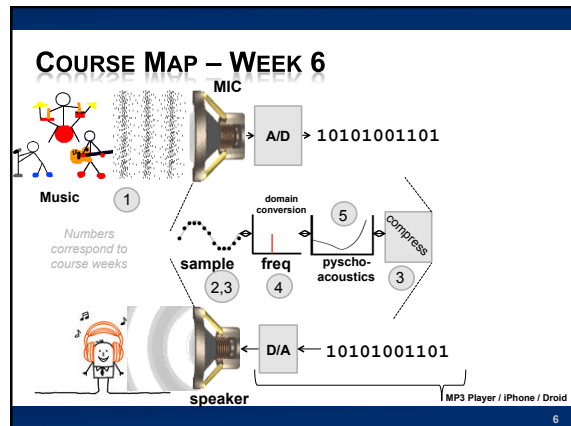 COURSE MAP – WEEK 6
MIC
A/D
10101001101
Music
1
Numbers
correspond to
course weeks
domain
conversion
5
compress
sample
freq
pyscho-
acoustics
2,3
4
3
D/A
10101001101
speaker
MP3 Player / iPhone / Droid
6